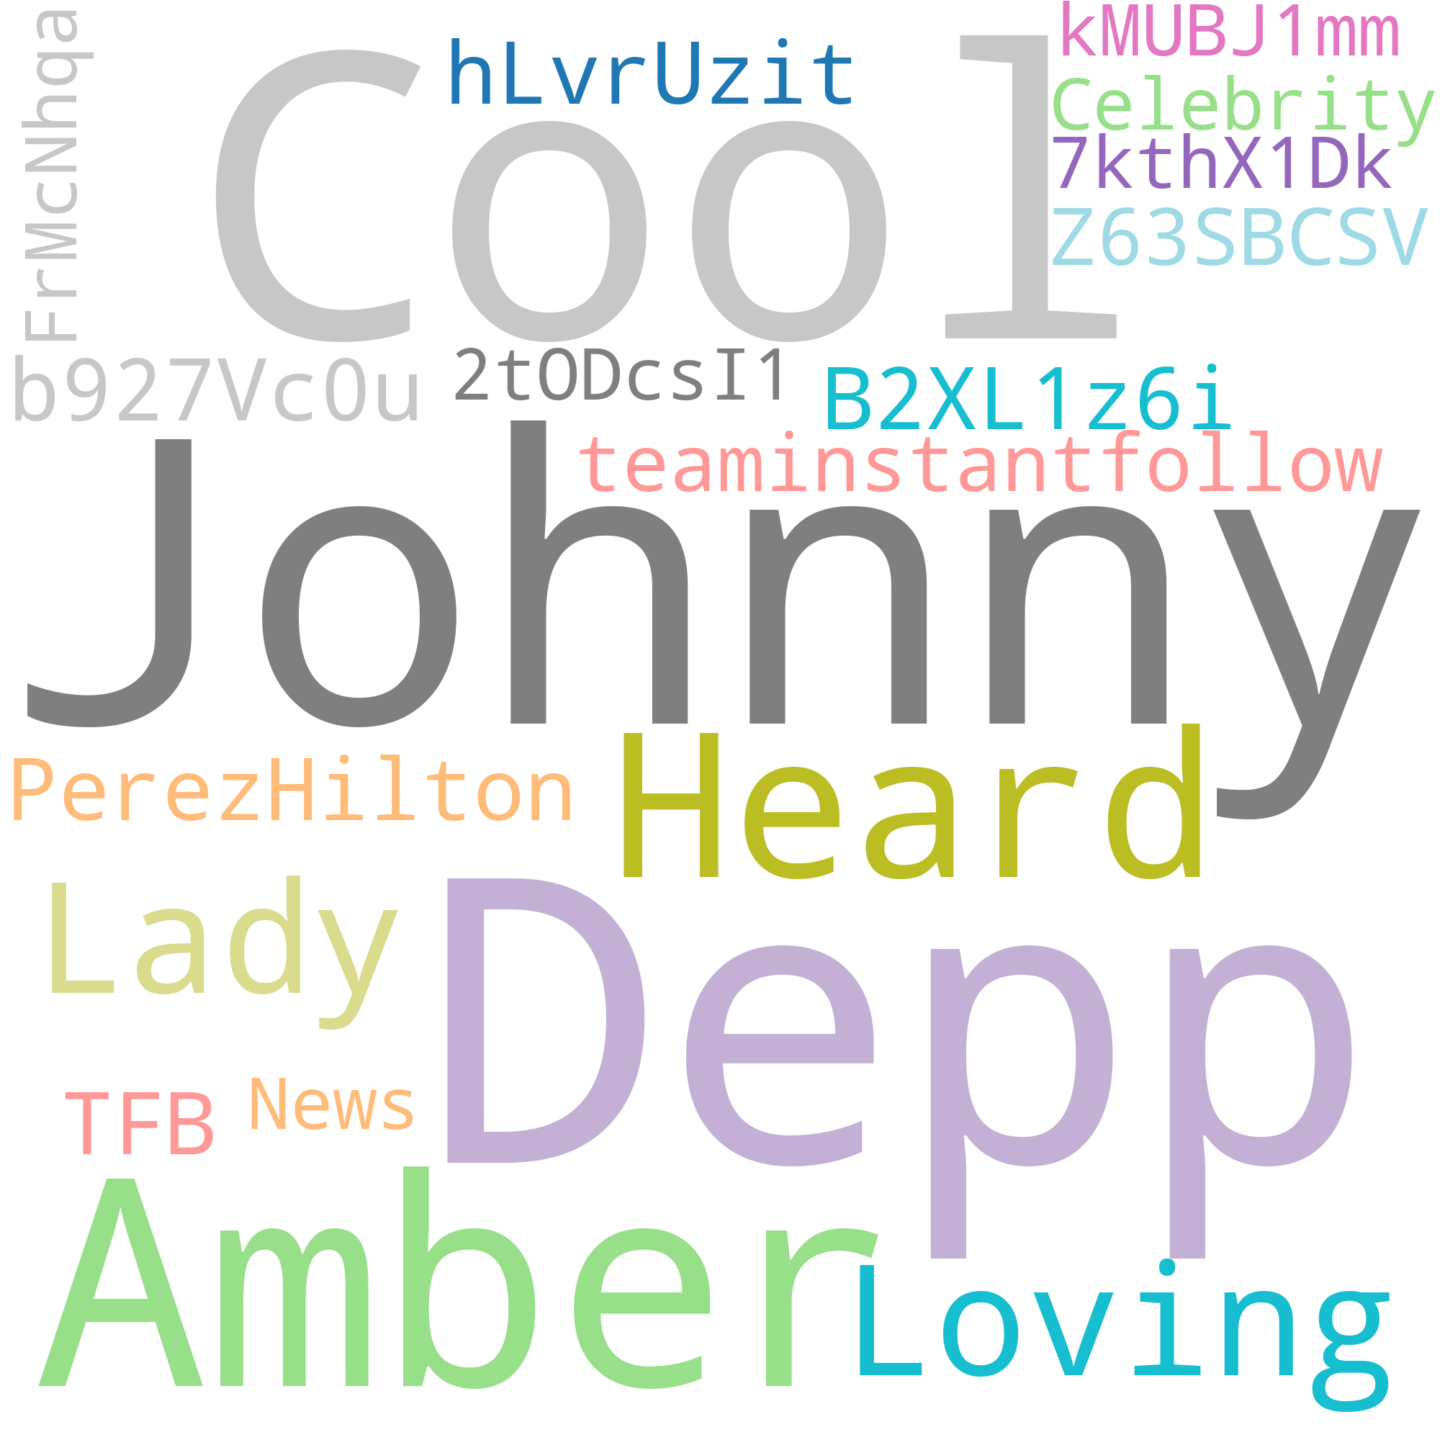 FrMcNhqa
Cool
hLvrUzit
kMUBJ1mm
Celebrity
7kthX1Dk
Z63SBCSV
b927Vc0u
2tODcsI1
B2XL1z6i
teaminstantfollow
Johnny
PerezHilton
Heard
Lady
Depp
TFB
News
Amber
Loving